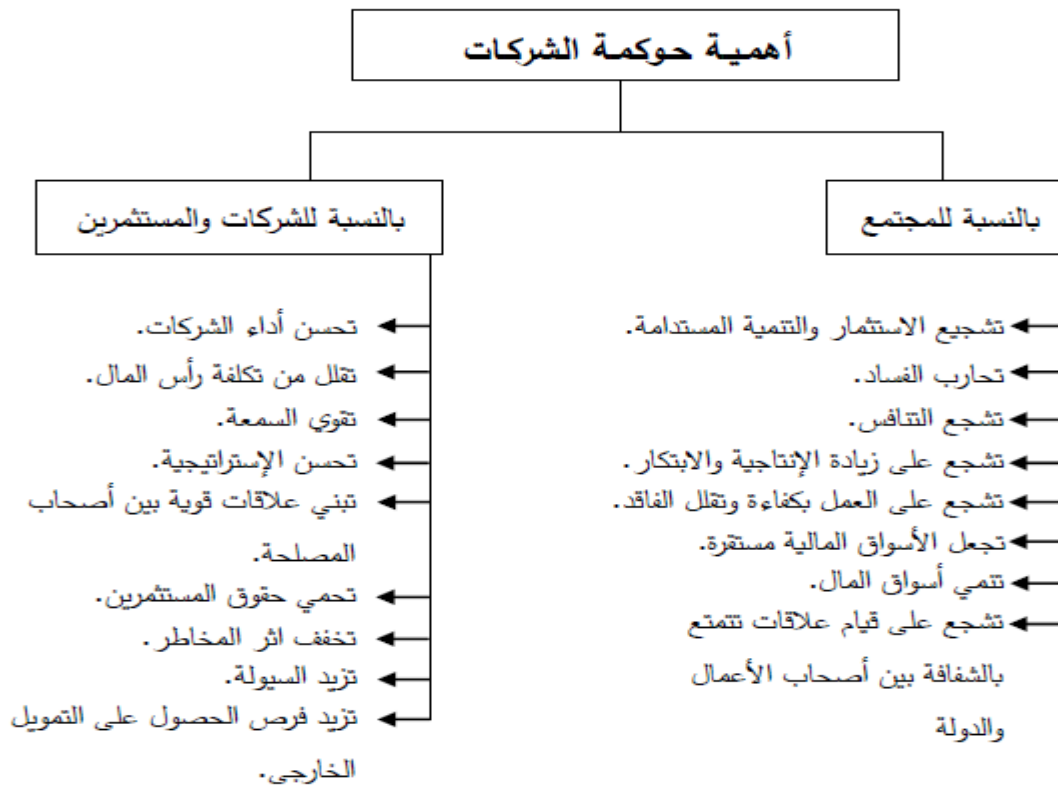 أهمية حوكمة الشركات
بالنسبة للمجتمع
تشجيع الاستثمار والتنمية المستدامة.
تحارب الفساد.
تشجع التنافس.
تشجع على زيادة الإنتاجية والابتكار.
تشجع على العمل بكفاءة وتقلل الفاقد.
تجعل الأسواق المالية مستقرة.
تنمي أسواق المال.
تشجع على قيام علاقات تتمتع
بالشفافة بين أصحاب الأعمال
والدولة
بالنسبة للشركات والمستثمرين
تحسن أداء الشركات.
تقلل من تكلفة رأس المال.
تقوي السمعة.
تحسن الإستراتيجية.
تبني علاقات قوية بين أصحاب
المصلحة.
تحمي حقوق المستثمرين.
تخفف اثر المخاطر.
تزيد السيولة.
تزيد فرص الحصول على التمويل
الخارجي.